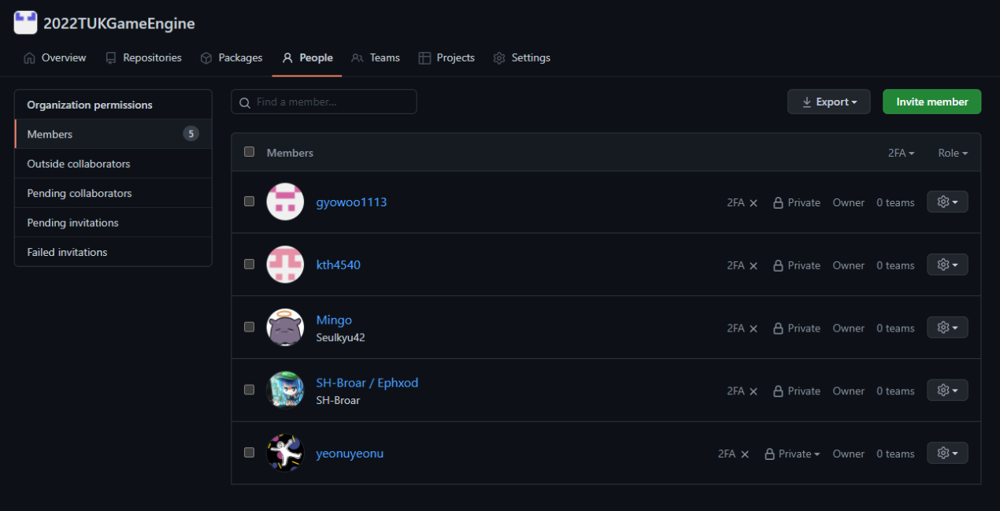 2022TUKGameEngine
Overview Repositories Packages People Teams Projects Settings
Organization permissions
Members 5
Outside collaborators
Pending collaborators
Pending invitations
Failed invitations
Find a member...
Export
Invite member
Members 2FA Role
gyowoo1113 2FA Private Owner 0 teams
kth4540 2FA Private Owner 0 teams
Mingo
Seulkyu42
2FA Private Owner 0 teams
SH-Broar / Ephxod
SH-Broar
2FA Private Owner 0 teams
yeonuyeonu 2FA Private Owner 0 teams